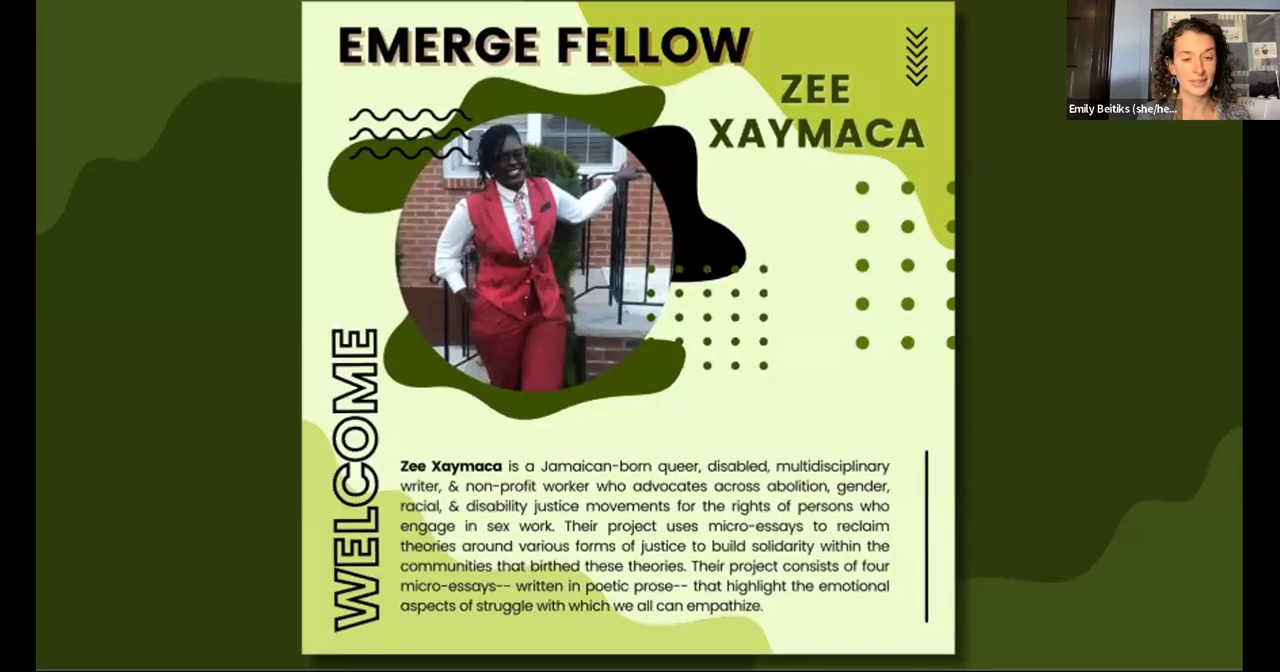 EMERGE FELLOW
ZEE
XAYMACA
Emily Beitiks (she/he...
WELCOME
Zee Xaymaca is a Jamaican-born queer, disabled, multidisciplinary
writer, & non-profit worker who advocates across abolition, gender,
racial, & disability justice movements for the rights of persons who
engage in sex work. Their project uses micro-essays to reclaim
theories around various forms of justice to build solidarity within the
communities that birthed these theories. Their project consists of four
micro-essays-- written in poetic prose-- that highlight the emotional
aspects of struggle with which we all can empathize.